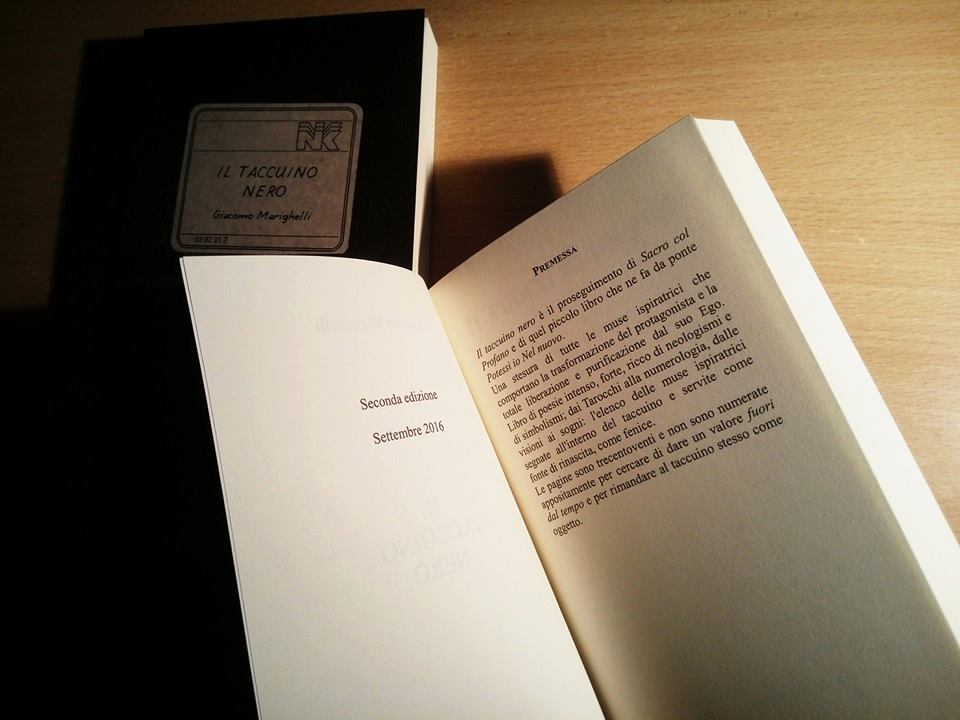 NK
IL TACCUINO
NERO
Giacomo Marighelli
Seconda edizione
Settembre 2016
IL
TACCUINO
NERO
PREMESSA
Il taccuino nero è il proseguimento di Sacro col
Profano e di quel piccolo libro che ne fa da ponte
Potessi io Nel nuovo.
Una stesura di tutte le muse ispiratrici che
comportano la trasformazione del protagonista e la
totale liberazione e purificazione dal suo Ego.
Libro di poesie intenso, forte, ricco di neologismi e
di simbolismi; dai Tarocchi alla numerologia, dalle
visioni ai sogni: l'elenco delle muse ispiratrici
segnate all'interno del taccuino e servite come
fonte di rinascita, come fenice.
Le pagine sono trecentoventi e non sono numerate
appositamente per cercare di dare un valore fuori
dal tempo e per rimandare al taccuino stesso come
oggetto.